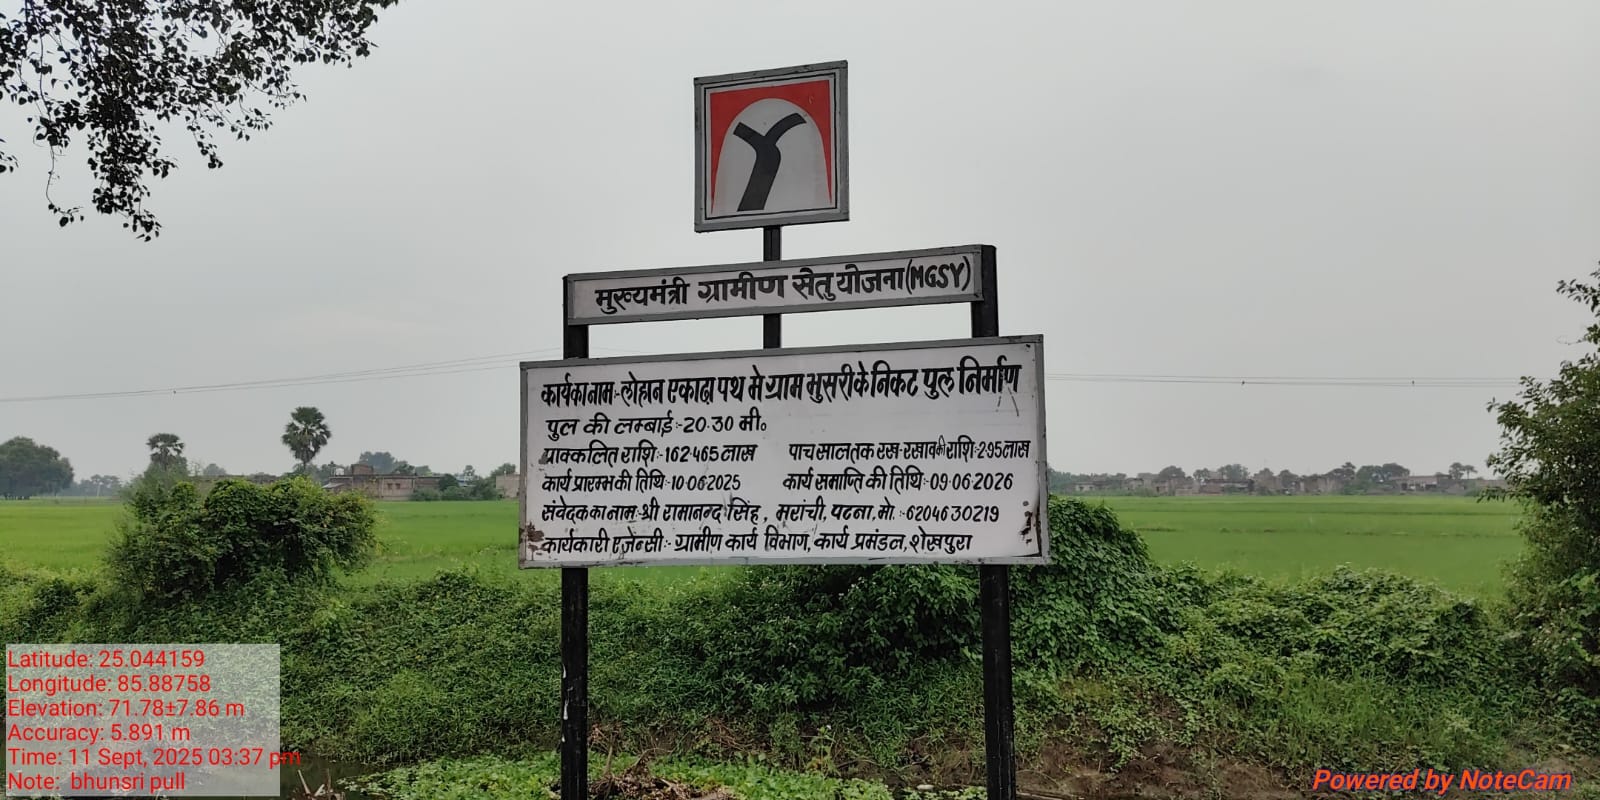 मुख्यमंत्री ग्रामीण सेतु योजना (MGSY)
कार्य का नाम:- लोहान एकाढा पथ मे ग्राम भुसरी के निकट पुल निर्माण
पुल की लम्बाई:- 20.30 मी०
प्राक्कलित राशि:- 162.465 लाख पाच साल तक रख-रखाव की राशि:- 2.95 लाख
कार्य प्रारम्भ की तिथि:- 10.06.2025 कार्य समाप्ति की तिथि:- 09.06.2026
संवेदक का नाम:- श्री रामानन्द सिंह, मरांची, पटना, मो०:- 6204630219
कार्यकारी एजेन्सी:- ग्रामीण कार्य विभाग, कार्य प्रमंडल, शेखपुरा
Latitude: 25.044159
Longitude: 85.88758
Elevation: 71.78±7.86 m
Accuracy: 5.891 m
Time: 11 Sept, 2025 03:37 pm
Note: bhunsri pull
Powered by NoteCam